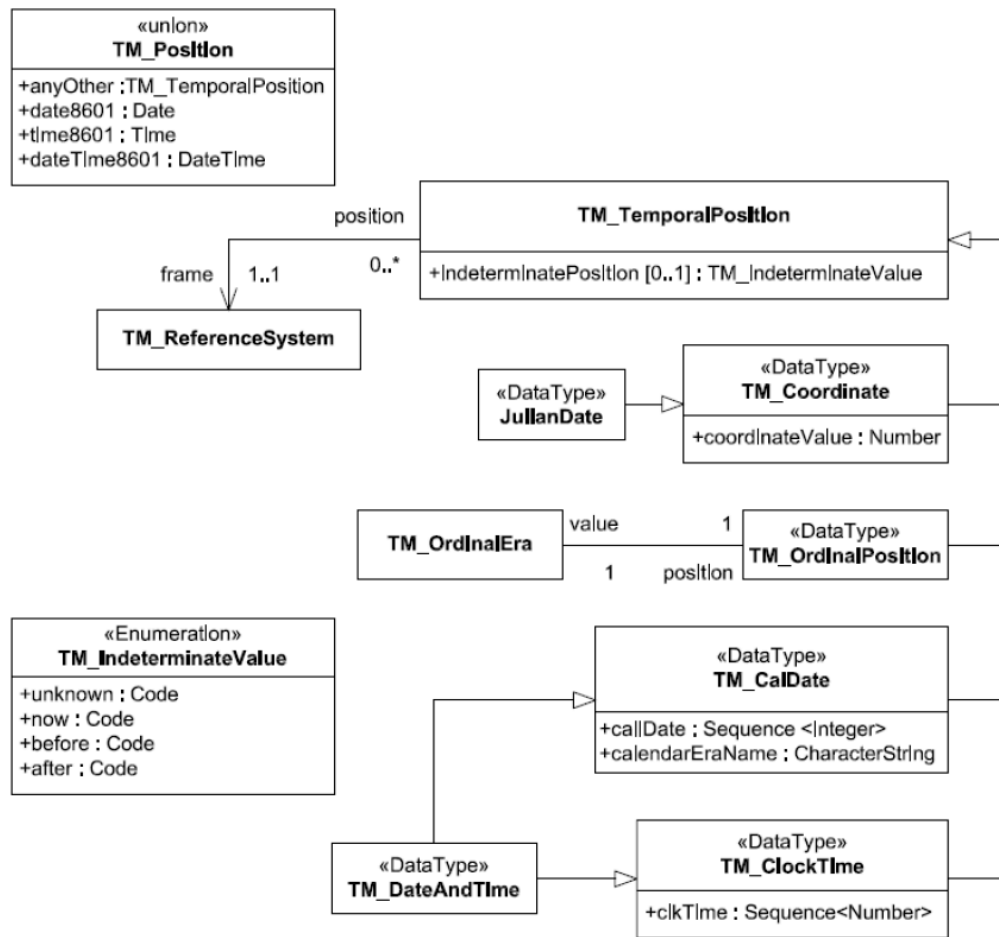 «union»
TM_Position
+anyOther : TM_TemporalPosition
+date8601 : Date
+time8601 : Time
+dateTime8601 : DateTime
TM_TemporalPosition
+indeterminatePosition [0..1] : TM_IndeterminateValue
position
0..*
frame
1..1
TM_ReferenceSystem
«DataType»
JulianDate
«DataType»
TM_Coordinate
+coordinateValue : Number
TM_OrdinalEra
value
1
1
position
«DataType»
TM_OrdinalPosition
«Enumeration»
TM_IndeterminateValue
+unknown : Code
+now : Code
+before : Code
+after : Code
«DataType»
TM_CalDate
+callDate : Sequence <Integer>
+calendarEraName : CharacterString
«DataType»
TM_DateAndTime
«DataType»
TM_ClockTime
+clkTime : Sequence<Number>